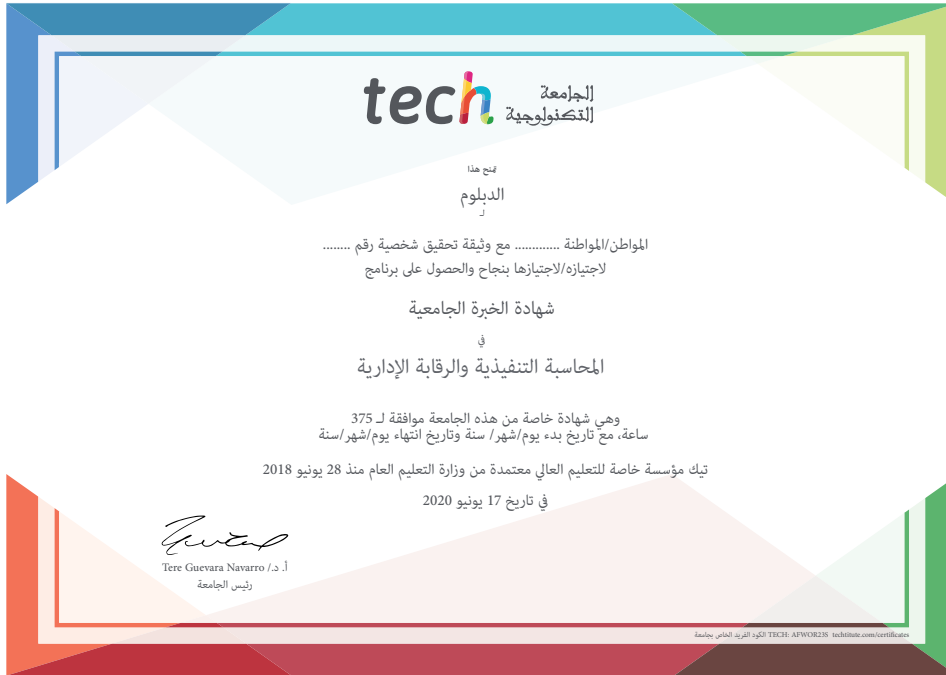 tech الجامعة
التكنولوجية
تمنح هذا
الدبلوم
لـ
المواطن/المواطنة ............. مع وثيقة تحقيق شخصية رقم ........
لاجتيازه/لاجتيازها بنجاح والحصول على برنامج
شهادة الخبرة الجامعية
في
المحاسبة التنفيذية والرقابة الإدارية
وهي شهادة خاصة من هذه الجامعة موافقة لـ 375
ساعة، مع تاريخ بدء يوم/شهر/ سنة وتاريخ انتهاء يوم/شهر/سنة
تيك مؤسسة خاصة للتعليم العالي معتمدة من وزارة التعليم العام منذ 28 يونيو 2018
في تاريخ 17 يونيو 2020
أ. د./ Tere Guevara Navarro
رئيس الجامعة
الكود الفريد الخاص بجامعة TECH: AFWOR23S techtitute.com/certificates